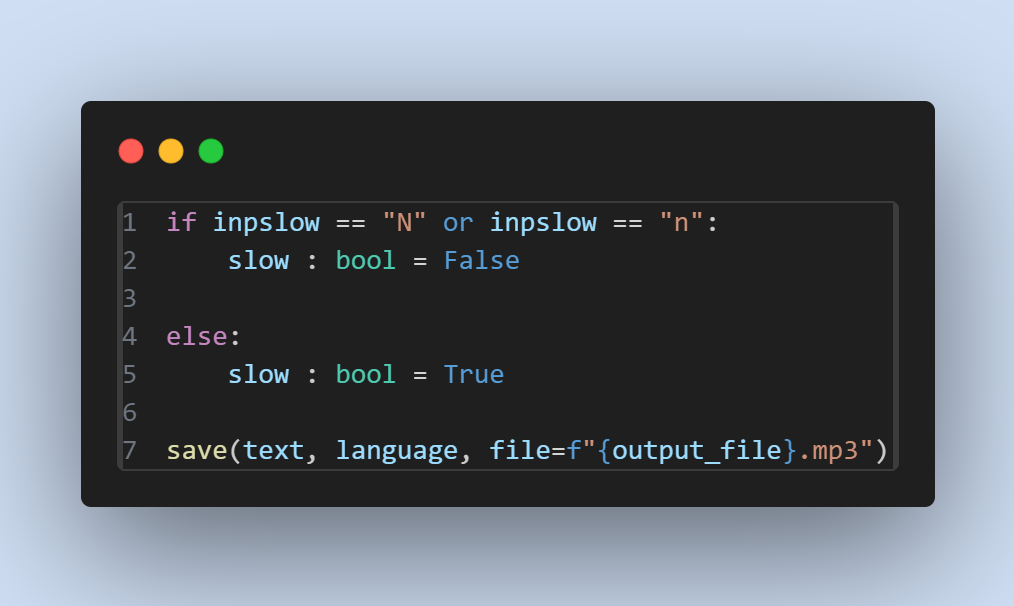 1 if inpslow == "N" or inpslow == "n":
2     slow : bool = False
3
4 else:
5     slow : bool = True
6
7 save(text, language, file=f"{output_file}.mp3")